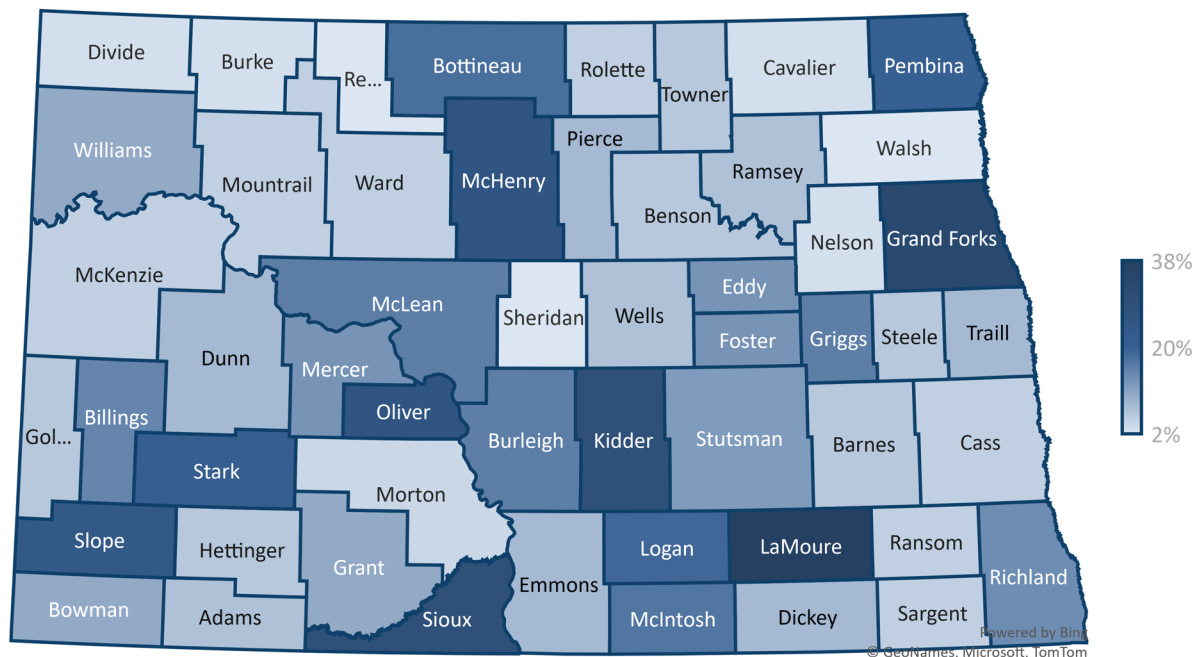 Divide
Burke
Re...
Bottineau
Rolette
Towner
Cavalier
Pembina
Williams
Mountrail
Ward
McHenry
Pierce
Benson
Ramsey
Walsh
Nelson
Grand Forks
McKenzie
McLean
Sheridan
Wells
Eddy
Foster
Griggs
Steele
Traill
Dunn
Mercer
Oliver
Gol...
Billings
Stark
Morton
Burleigh
Kidder
Stutsman
Barnes
Cass
Slope
Hettinger
Grant
Emmons
Logan
LaMoure
Ransom
Richland
Bowman
Adams
Sioux
McIntosh
Dickey
Sargent
38%
20%
2%
Powered by Bing
© GeoNames, Microsoft, TomTom